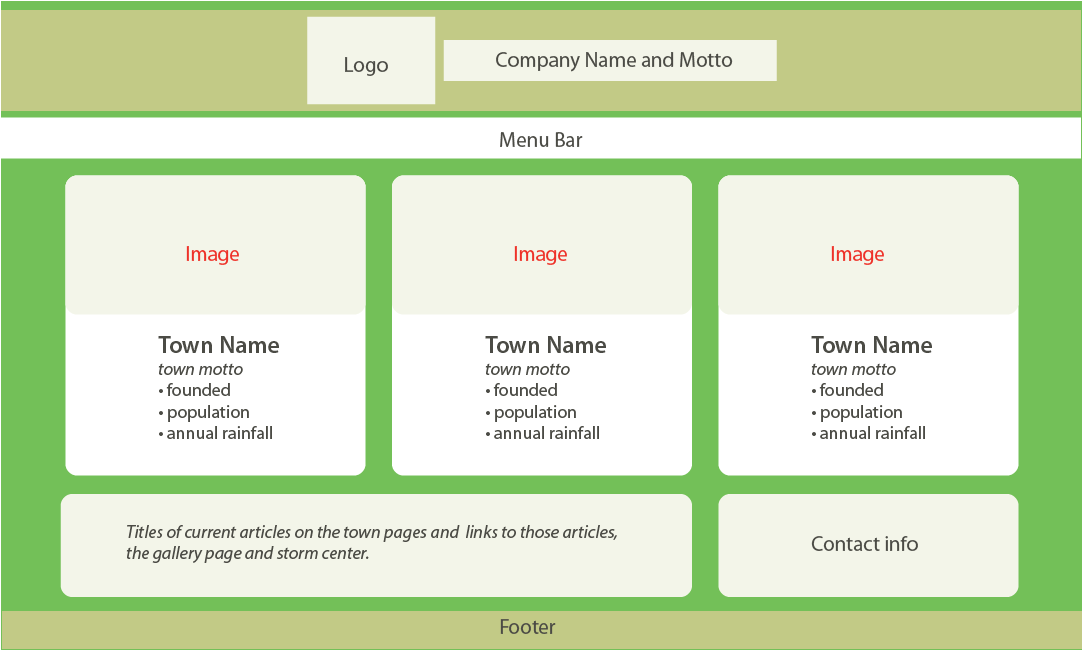 Logo
Company Name and Motto
Menu Bar
Image
Image
Image
Town Name
town motto
• founded
• population
• annual rainfall
Town Name
town motto
• founded
• population
• annual rainfall
Town Name
town motto
• founded
• population
• annual rainfall
Titles of current articles on the town pages and links to those articles,
the gallery page and storm center.
Contact info
Footer